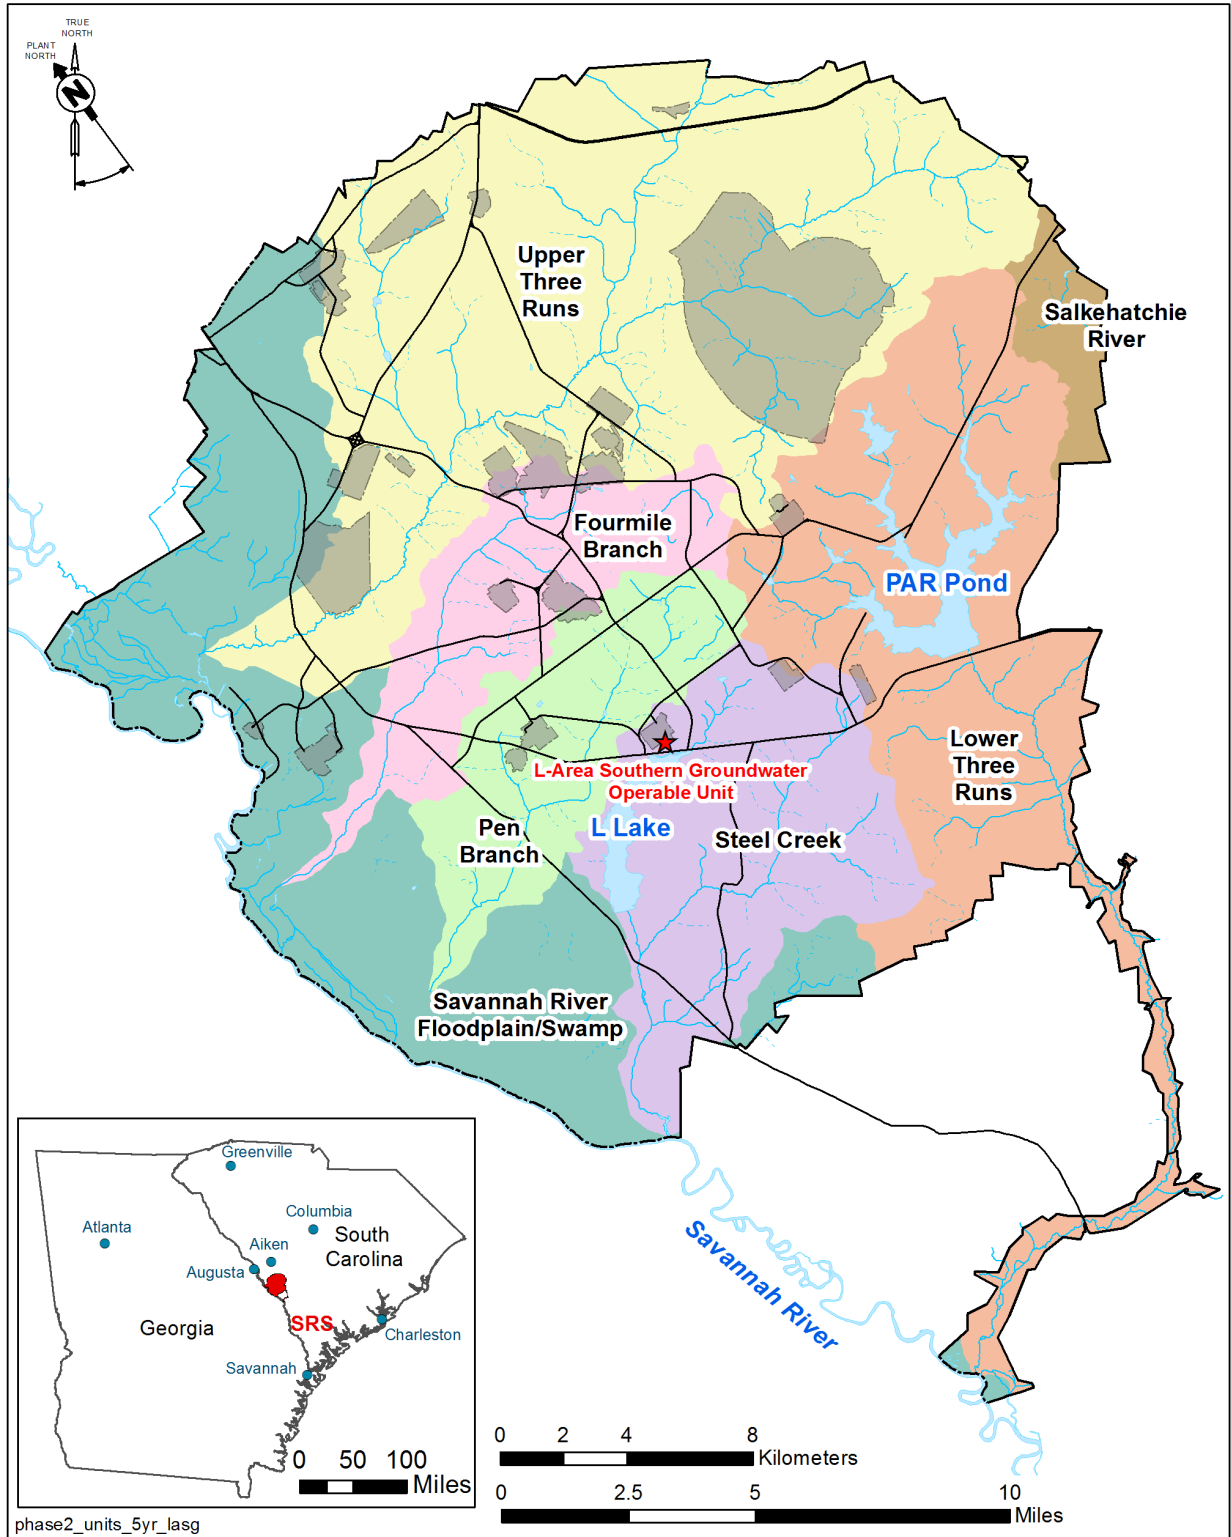 TRUE
NORTH
PLANT
NORTH
N
Upper
Three
Runs
Salkehatchie
River
Fourmile
Branch
PAR Pond
Lower
Three
Runs
L-Area Southern Groundwater
Operable Unit
L Lake
Pen
Branch
Steel Creek
Savannah River
Floodplain/Swamp
Savannah River
Greenville
Columbia
South
Carolina
Atlanta
Aiken
Augusta
SRS
Georgia
Charleston
Savannah
0 50 100
Miles
0 2 4 8
Kilometers
0 2.5 5 10
Miles
phase2_units_5yr_lasg